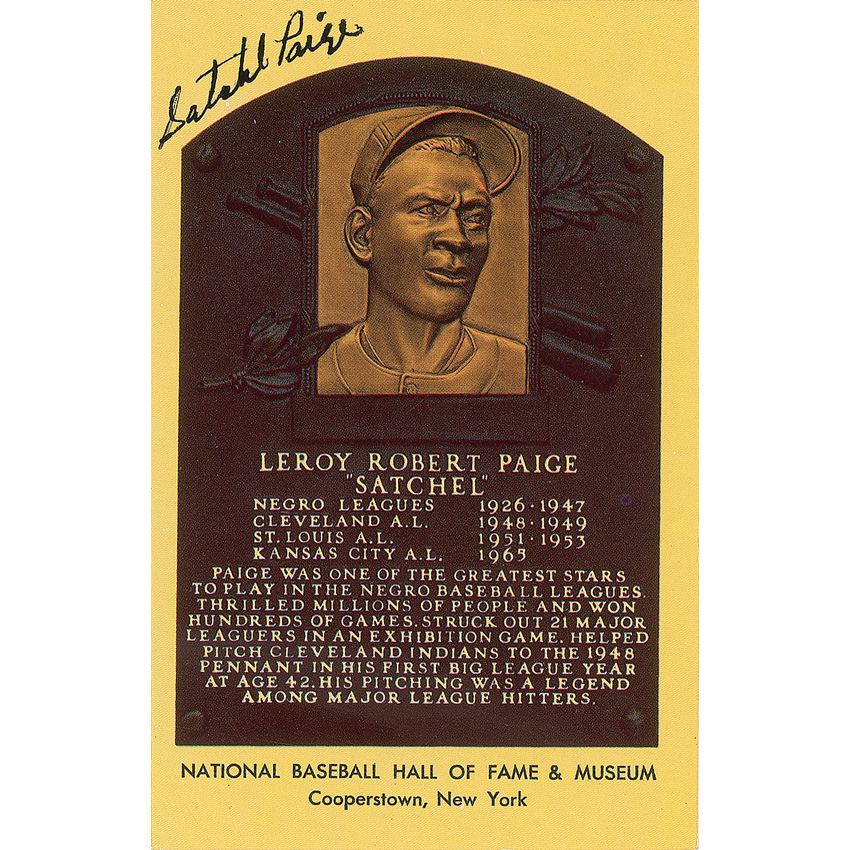 Satchel Paige
LEROY ROBERT PAIGE
"SATCHEL"
NEGRO LEAGUES 1926·1947
CLEVELAND A.L. 1948·1949
ST. LOUIS A.L. 1951·1953
KANSAS CITY A.L. 1965
PAIGE WAS ONE OF THE GREATEST STARS
TO PLAY IN THE NEGRO BASEBALL LEAGUES.
THRILLED MILLIONS OF PEOPLE AND WON
HUNDREDS OF GAMES. STRUCK OUT 21 MAJOR
LEAGUERS IN AN EXHIBITION GAME. HELPED
PITCH CLEVELAND INDIANS TO THE 1948
PENNANT IN HIS FIRST BIG LEAGUE YEAR
AT AGE 42. HIS PITCHING WAS A LEGEND
AMONG MAJOR LEAGUE HITTERS.
NATIONAL BASEBALL HALL OF FAME & MUSEUM
Cooperstown, New York